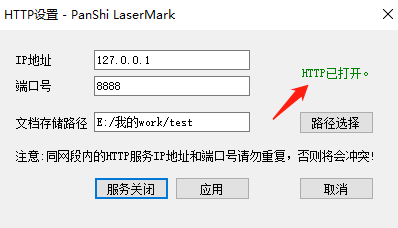 HTTP设置 - PanShi LaserMark
IP地址 127.0.0.1
HTTP已打开。
端口号 8888
文档存储路径 E:/我的work/test 路径选择
注意:同网段内的HTTP服务IP地址和端口号请勿重复，否则将会冲突!
服务关闭 应用 取消